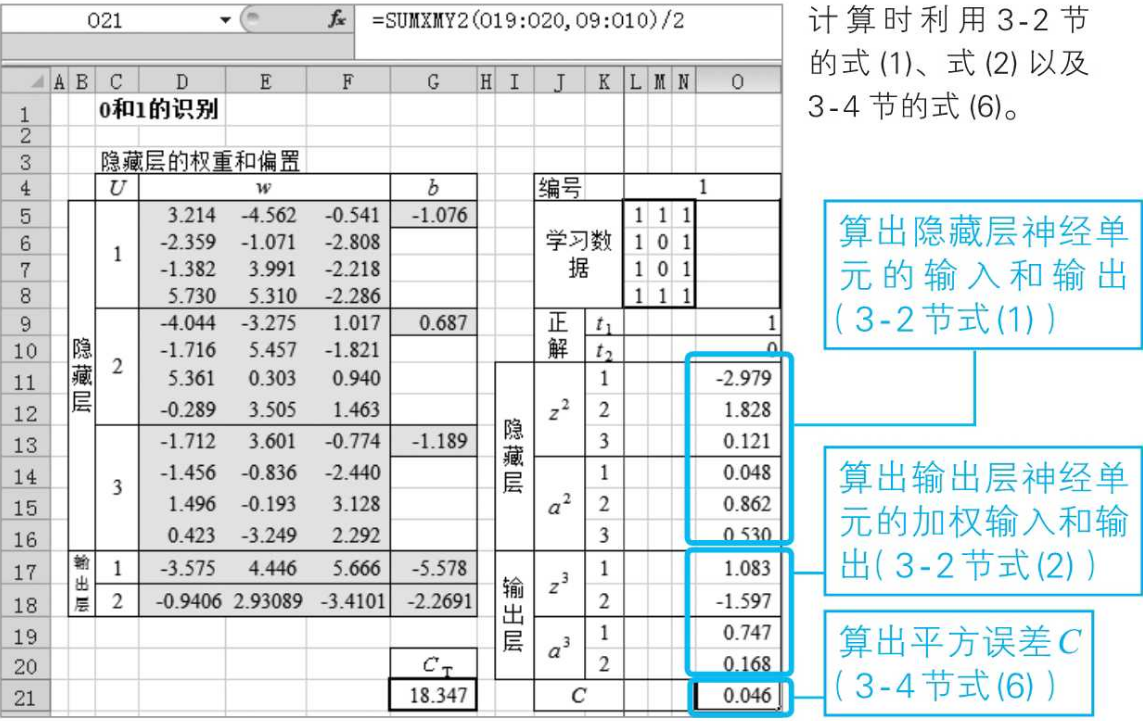 O21 fx =SUMXMY2(O19:O20,O9:O10)/2
A B C D E F G H I J K L M N O
1 0和1的识别
2
3 隐藏层的权重和偏置
4 U w b 编号 1
5 3.214 -4.562 -0.541 -1.076 1 1 1
6 1 -2.359 -1.071 -2.808 学习数 1 0 1
7 -1.382 3.991 -2.218 据 1 0 1
8 5.730 5.310 -2.286 1 1 1
9 -4.044 -3.275 1.017 0.687 正 t1 1
10 隐 -1.716 5.457 -1.821 解 t2 0
11 藏 2 5.361 0.303 0.940 1 -2.979
12 层 -0.289 3.505 1.463 z2 2 1.828
13 -1.712 3.601 -0.774 -1.189 隐 3 0.121
14 3 -1.456 -0.836 -2.440 藏 1 0.048
15 1.496 -0.193 3.128 层 a2 2 0.862
16 0.423 -3.249 2.292 3 0.530
17 输 1 -3.575 4.446 5.666 -5.578 输 z3 1 1.083
18 出层 2 -0.9406 2.93089 -3.4101 -2.2691 出 2 -1.597
19 层 a3 1 0.747
20 CT 2 0.168
21 18.347 C 0.046
计算时利用3-2节
的式(1)、式(2)以及
3-4节的式(6)。
算出隐藏层神经单
元的输入和输出
(3-2节式(1))
算出输出层神经单
元的加权输入和输
出(3-2节式(2))
算出平方误差C
(3-4节式(6))